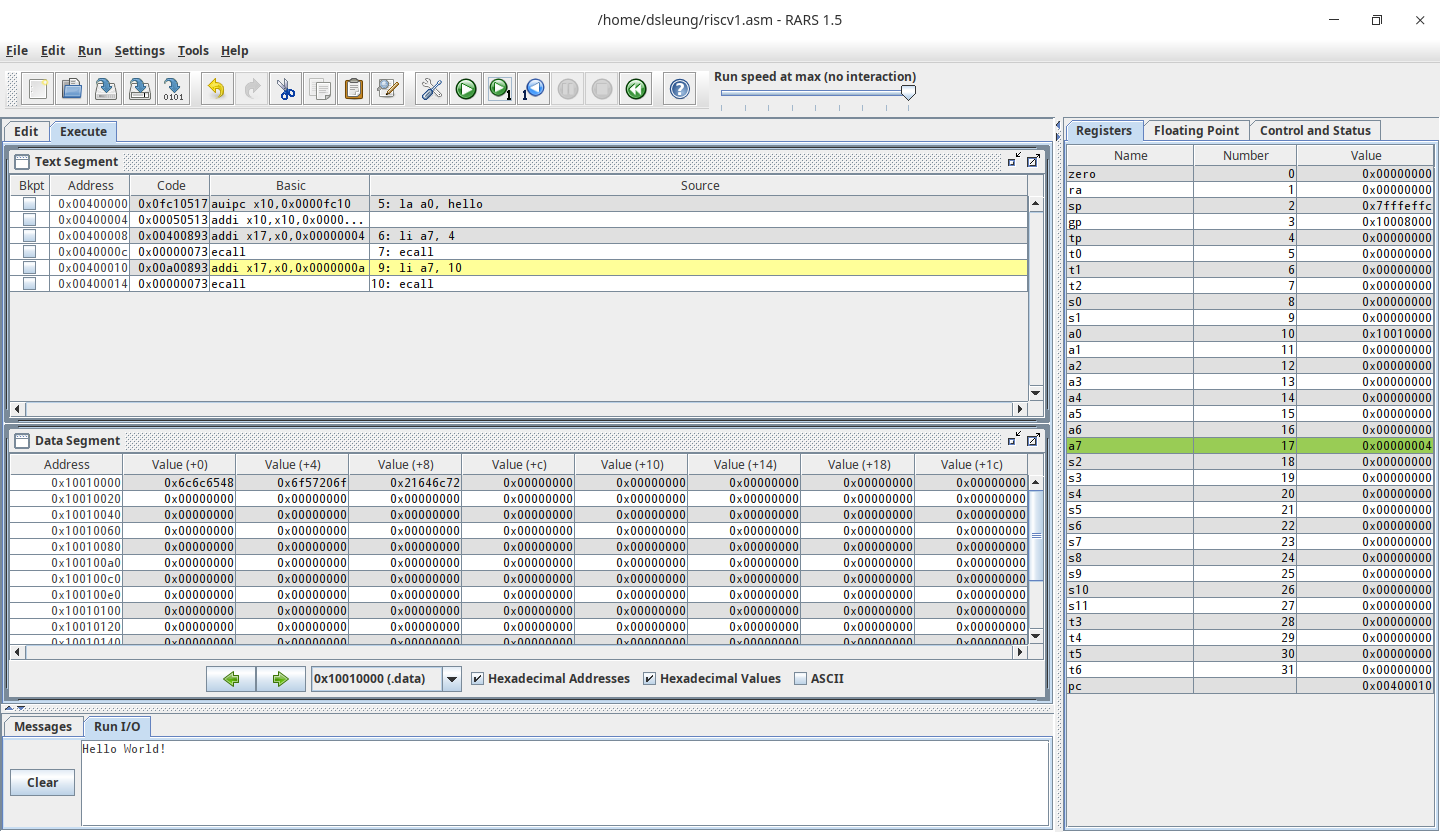 /home/dsleung/riscv1.asm - RARS 1.5
File Edit Run Settings Tools Help
Run speed at max (no interaction)
0101 1 1
Edit Execute
Text Segment
Bkpt Address Code Basic Source
0x00400000 0x0fc10517 auipc x10,0x0000fc10 5: la a0, hello
0x00400004 0x00050513 addi x10,x10,0x0000...
0x00400008 0x00400893 addi x17,x0,0x00000004 6: li a7, 4
0x0040000c 0x00000073 ecall 7: ecall
0x00400010 0x00a00893 addi x17,x0,0x0000000a 9: li a7, 10
0x00400014 0x00000073 ecall 10: ecall
Data Segment
Address Value (+0) Value (+4) Value (+8) Value (+c) Value (+10) Value (+14) Value (+18) Value (+1c)
0x10010000 0x6c6c6548 0x6f57206f 0x21646c72 0x00000000 0x00000000 0x00000000 0x00000000 0x00000000
0x10010020 0x00000000 0x00000000 0x00000000 0x00000000 0x00000000 0x00000000 0x00000000 0x00000000
0x10010040 0x00000000 0x00000000 0x00000000 0x00000000 0x00000000 0x00000000 0x00000000 0x00000000
0x10010060 0x00000000 0x00000000 0x00000000 0x00000000 0x00000000 0x00000000 0x00000000 0x00000000
0x10010080 0x00000000 0x00000000 0x00000000 0x00000000 0x00000000 0x00000000 0x00000000 0x00000000
0x100100a0 0x00000000 0x00000000 0x00000000 0x00000000 0x00000000 0x00000000 0x00000000 0x00000000
0x100100c0 0x00000000 0x00000000 0x00000000 0x00000000 0x00000000 0x00000000 0x00000000 0x00000000
0x100100e0 0x00000000 0x00000000 0x00000000 0x00000000 0x00000000 0x00000000 0x00000000 0x00000000
0x10010100 0x00000000 0x00000000 0x00000000 0x00000000 0x00000000 0x00000000 0x00000000 0x00000000
0x10010120 0x00000000 0x00000000 0x00000000 0x00000000 0x00000000 0x00000000 0x00000000 0x00000000
0x10010140 0x00000000 0x00000000 0x00000000 0x00000000 0x00000000 0x00000000 0x00000000 0x00000000
0x10010000 (.data) Hexadecimal Addresses Hexadecimal Values ASCII
Messages Run I/O
Clear
Hello World!
Registers Floating Point Control and Status
Name Number Value
zero 0 0x00000000
ra 1 0x00000000
sp 2 0x7fffeffc
gp 3 0x10008000
tp 4 0x00000000
t0 5 0x00000000
t1 6 0x00000000
t2 7 0x00000000
s0 8 0x00000000
s1 9 0x00000000
a0 10 0x10010000
a1 11 0x00000000
a2 12 0x00000000
a3 13 0x00000000
a4 14 0x00000000
a5 15 0x00000000
a6 16 0x00000000
a7 17 0x00000004
s2 18 0x00000000
s3 19 0x00000000
s4 20 0x00000000
s5 21 0x00000000
s6 22 0x00000000
s7 23 0x00000000
s8 24 0x00000000
s9 25 0x00000000
s10 26 0x00000000
s11 27 0x00000000
t3 28 0x00000000
t4 29 0x00000000
t5 30 0x00000000
t6 31 0x00000000
pc 0x00400010